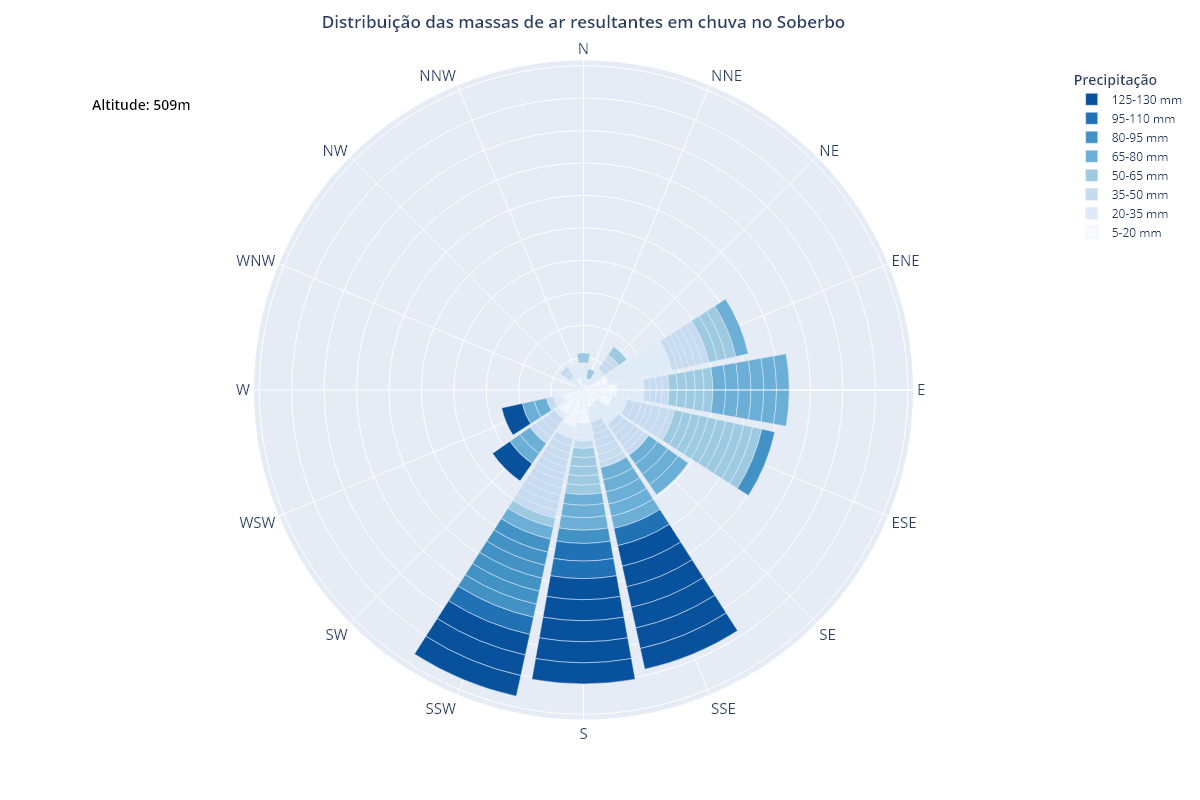 Distribuição das massas de ar resultantes em chuva no Soberbo
Altitude: 509m
N
NNE
NE
ENE
E
ESE
SE
SSE
S
SSW
SW
WSW
W
WNW
NW
NNW
Precipitação
125-130 mm
95-110 mm
80-95 mm
65-80 mm
50-65 mm
35-50 mm
20-35 mm
5-20 mm